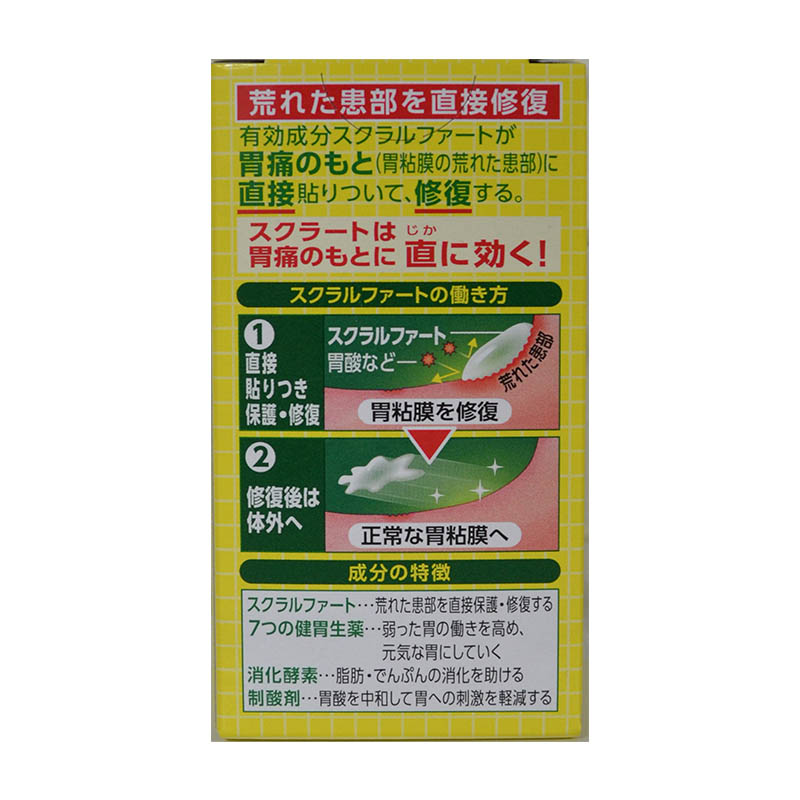 荒れた患部を直接修復
有効成分スクラルファートが
胃痛のもと(胃粘膜の荒れた患部)に
直接貼りついて、修復する。
スクラートは
胃痛のもとに 直に効く!
じか
スクラルファートの働き方
1
直接
貼りつき
保護・修復
スクラルファート
胃酸など
荒れた患部
胃粘膜を修復
2
修復後は
体外へ
正常な胃粘膜へ
成分の特徴
スクラルファート…荒れた患部を直接保護・修復する
7つの健胃生薬…弱った胃の働きを高め、
元気な胃にしていく
消化酵素…脂肪・でんぷんの消化を助ける
制酸剤…胃酸を中和して胃への刺激を軽減する